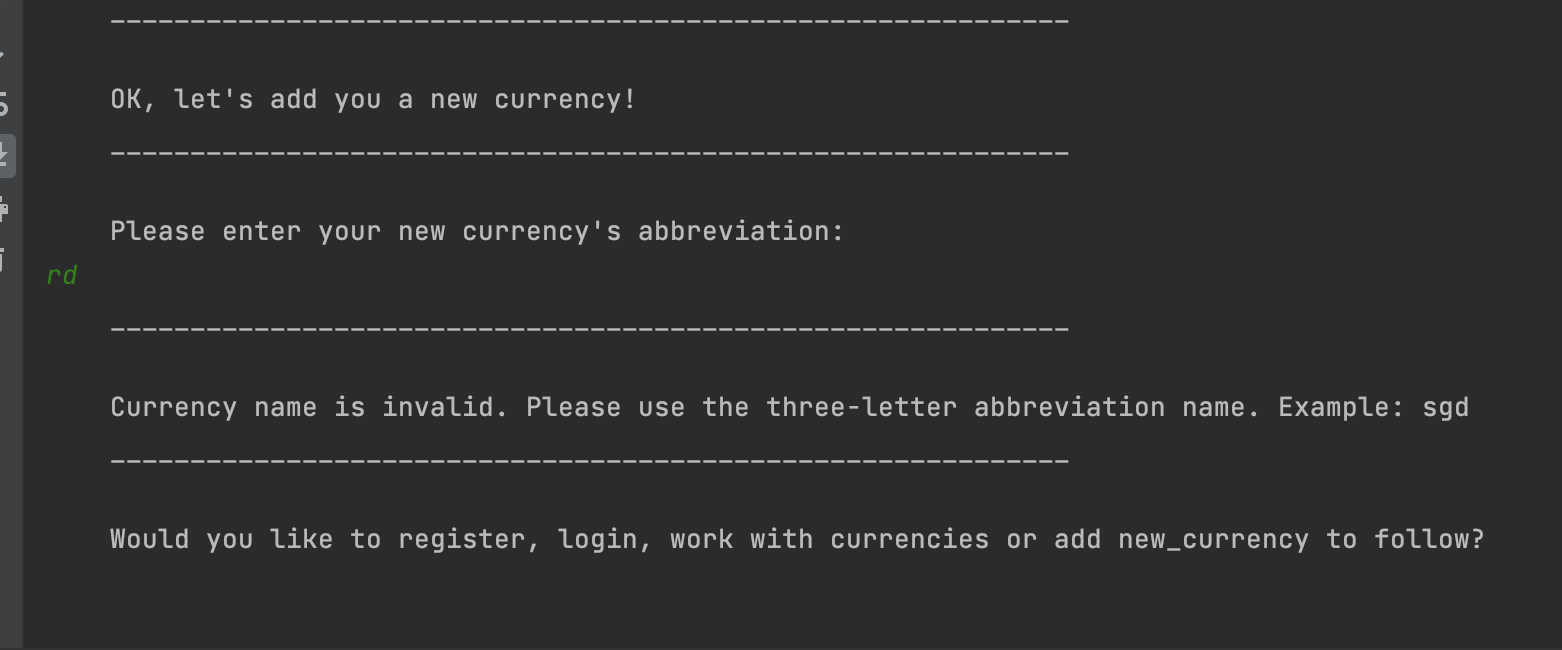 ------------------------------------------------------------
OK, let's add you a new currency!
------------------------------------------------------------
Please enter your new currency's abbreviation:
rd
------------------------------------------------------------
Currency name is invalid. Please use the three-letter abbreviation name. Example: sgd
------------------------------------------------------------
Would you like to register, login, work with currencies or add new_currency to follow?